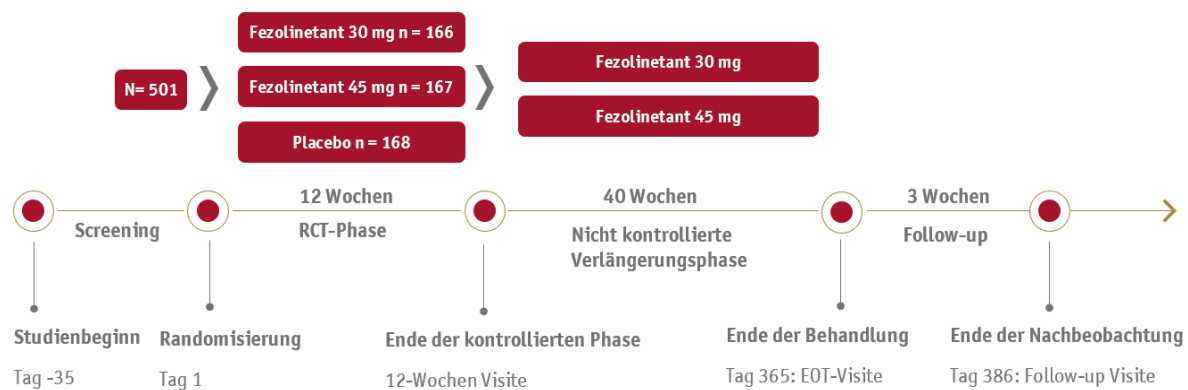 Fezolinetant 30 mg n = 166
N= 501
Fezolinetant 45 mg n = 167
Placebo n = 168
Fezolinetant 30 mg
Fezolinetant 45 mg
12 Wochen
40 Wochen
3 Wochen
Screening
RCT-Phase
Nicht kontrollierte
Verlängerungsphase
Follow-up
Studienbeginn
Tag -35
Randomisierung
Tag 1
Ende der kontrollierten Phase
12-Wochen Visite
Ende der Behandlung
Tag 365: EOT-Visite
Ende der Nachbeobachtung
Tag 386: Follow-up Visite